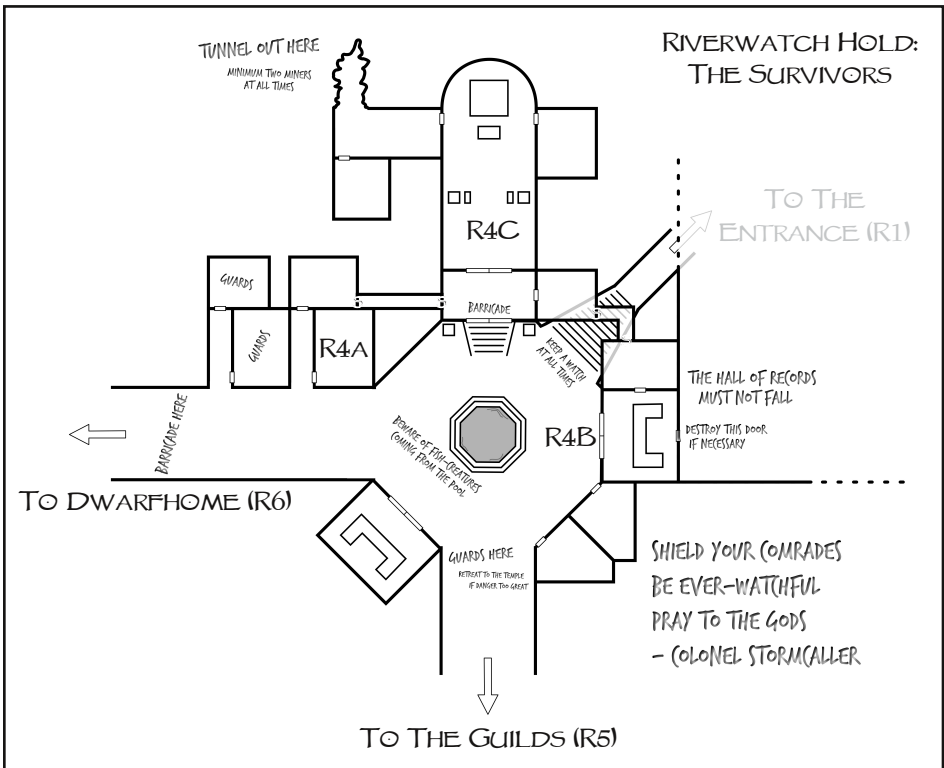 Riverwatch Hold:
The Survivors
TUNNEL OUT HERE
MINIMUM TWO MINERS
AT ALL TIMES
To The
Entrance (R1)
R4C
GUARDS
BARRICADE
GUARDS
R4A
KEEP A WATCH
AT ALL TIMES
THE HALL OF RECORDS
MUST NOT FALL
DESTROY THIS DOOR
IF NECESSARY
BARRICADE HERE
BEWARE OF FISH-CREATURES
COMING FROM THE POOL
R4B
To Dwarfhome (R6)
GUARDS HERE
RETREAT TO THE TEMPLE
IF DANGER TOO GREAT
SHIELD YOUR COMRADES
BE EVER-WATCHFUL
PRAY TO THE GODS
- COLONEL STORMCALLER
To The Guilds (R5)